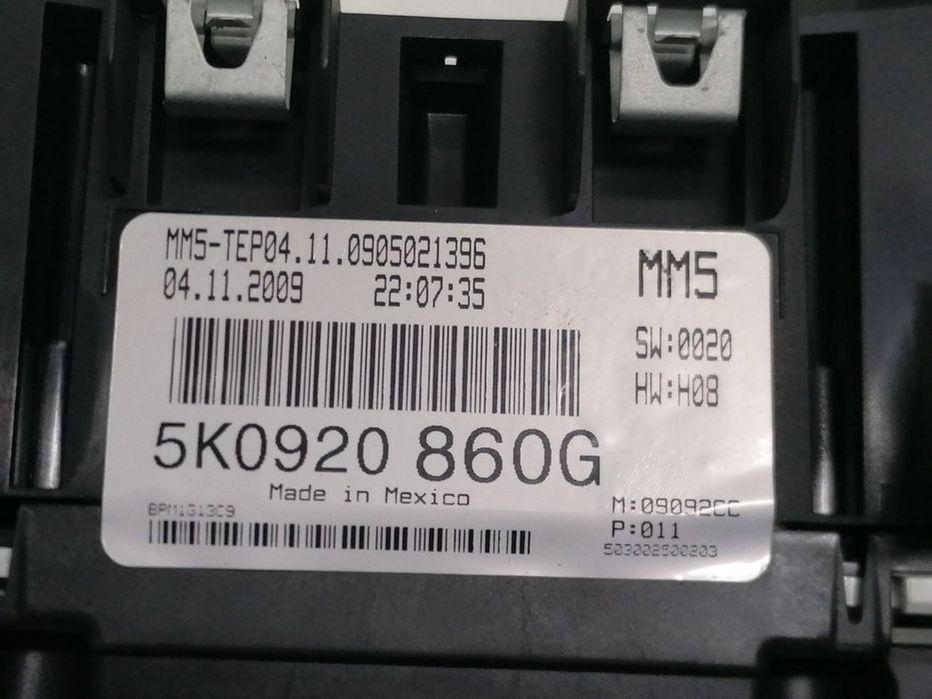 MM5-TEP04.11.0905021396
04.11.2009 22:07:35
MM5
SW:0020
HW:H08
5K0920 860G
Made in Mexico
BPM1G13C9
M:09092CC
P:011
503002500203